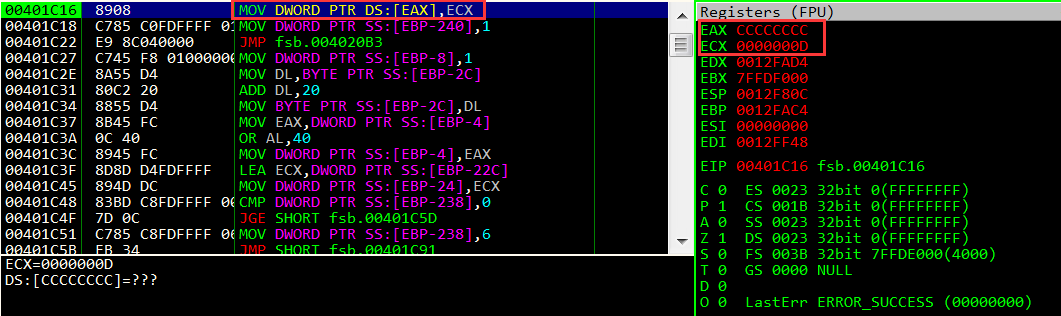 00401C16 8908 MOV DWORD PTR DS:[EAX],ECX
00401C18 C785 C0FDFFFF 01 MOV DWORD PTR SS:[EBP-240],1
00401C22 E9 8C040000 JMP fsb.004020B3
00401C27 C745 F8 01000000 MOV DWORD PTR SS:[EBP-8],1
00401C2E 8A55 D4 MOV DL,BYTE PTR SS:[EBP-2C]
00401C31 80C2 20 ADD DL,20
00401C34 8855 D4 MOV BYTE PTR SS:[EBP-2C],DL
00401C37 8B45 FC MOV EAX,DWORD PTR SS:[EBP-4]
00401C3A 0C 40 OR AL,40
00401C3C 8945 FC MOV DWORD PTR SS:[EBP-4],EAX
00401C3F 8D8D D4FDFFFF LEA ECX,DWORD PTR SS:[EBP-22C]
00401C45 894D DC MOV DWORD PTR SS:[EBP-24],ECX
00401C48 83BD C8FDFFFF 00 CMP DWORD PTR SS:[EBP-238],0
00401C4F 7D 0C JGE SHORT fsb.00401C5D
00401C51 C785 C8FDFFFF 06 MOV DWORD PTR SS:[EBP-238],6
00401C5B EB 34 JMP SHORT fsb.00401C91
ECX=0000000D
DS:[CCCCCCCC]=???
Registers (FPU)
EAX CCCCCCCC
ECX 0000000D
EDX 0012FAD4
EBX 7FFDF000
ESP 0012F80C
EBP 0012FAC4
ESI 00000000
EDI 0012FF48
EIP 00401C16 fsb.00401C16
C 0 ES 0023 32bit 0(FFFFFFFF)
P 1 CS 001B 32bit 0(FFFFFFFF)
A 0 SS 0023 32bit 0(FFFFFFFF)
Z 1 DS 0023 32bit 0(FFFFFFFF)
S 0 FS 003B 32bit 7FFDE000(4000)
T 0 GS 0000 NULL
D 0
O 0 LastErr ERROR_SUCCESS (00000000)